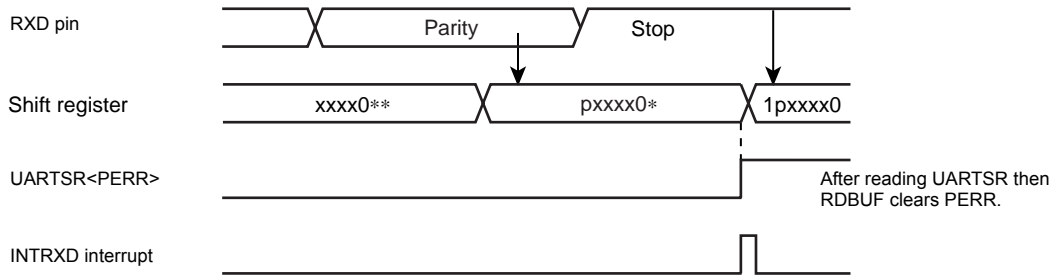 RXD pin
Parity
Stop
Shift register
xxxx0**
pxxxx0*
1pxxxx0
UARTSR<PERR>
After reading UARTSR then
RDBUF clears PERR.
INTRXD interrupt